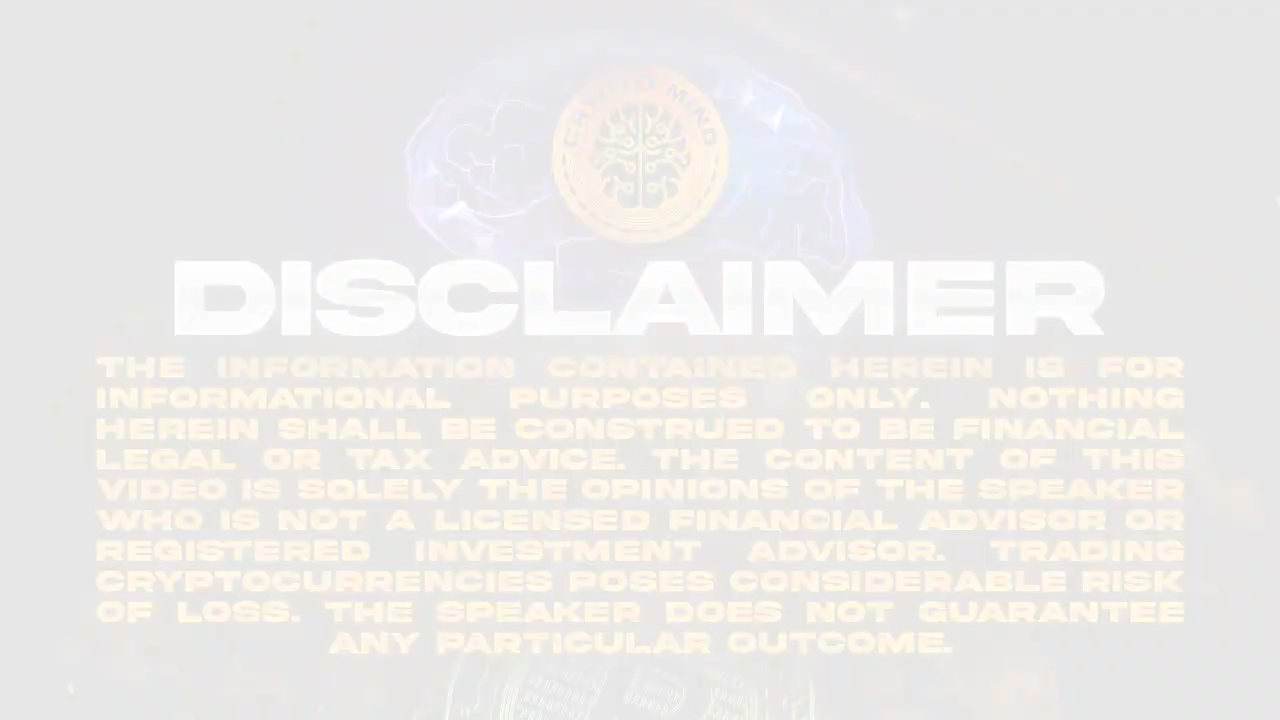 CRYPTO MIND
DISCLAIMER
THE INFORMATION CONTAINED HEREIN IS FOR
INFORMATIONAL PURPOSES ONLY. NOTHING
HEREIN SHALL BE CONSTRUED TO BE FINANCIAL
LEGAL OR TAX ADVICE. THE CONTENT OF THIS
VIDEO IS SOLELY THE OPINIONS OF THE SPEAKER
WHO IS NOT A LICENSED FINANCIAL ADVISOR OR
REGISTERED INVESTMENT ADVISOR. TRADING
CRYPTOCURRENCIES POSES CONSIDERABLE RISK
OF LOSS. THE SPEAKER DOES NOT GUARANTEE
ANY PARTICULAR OUTCOME.